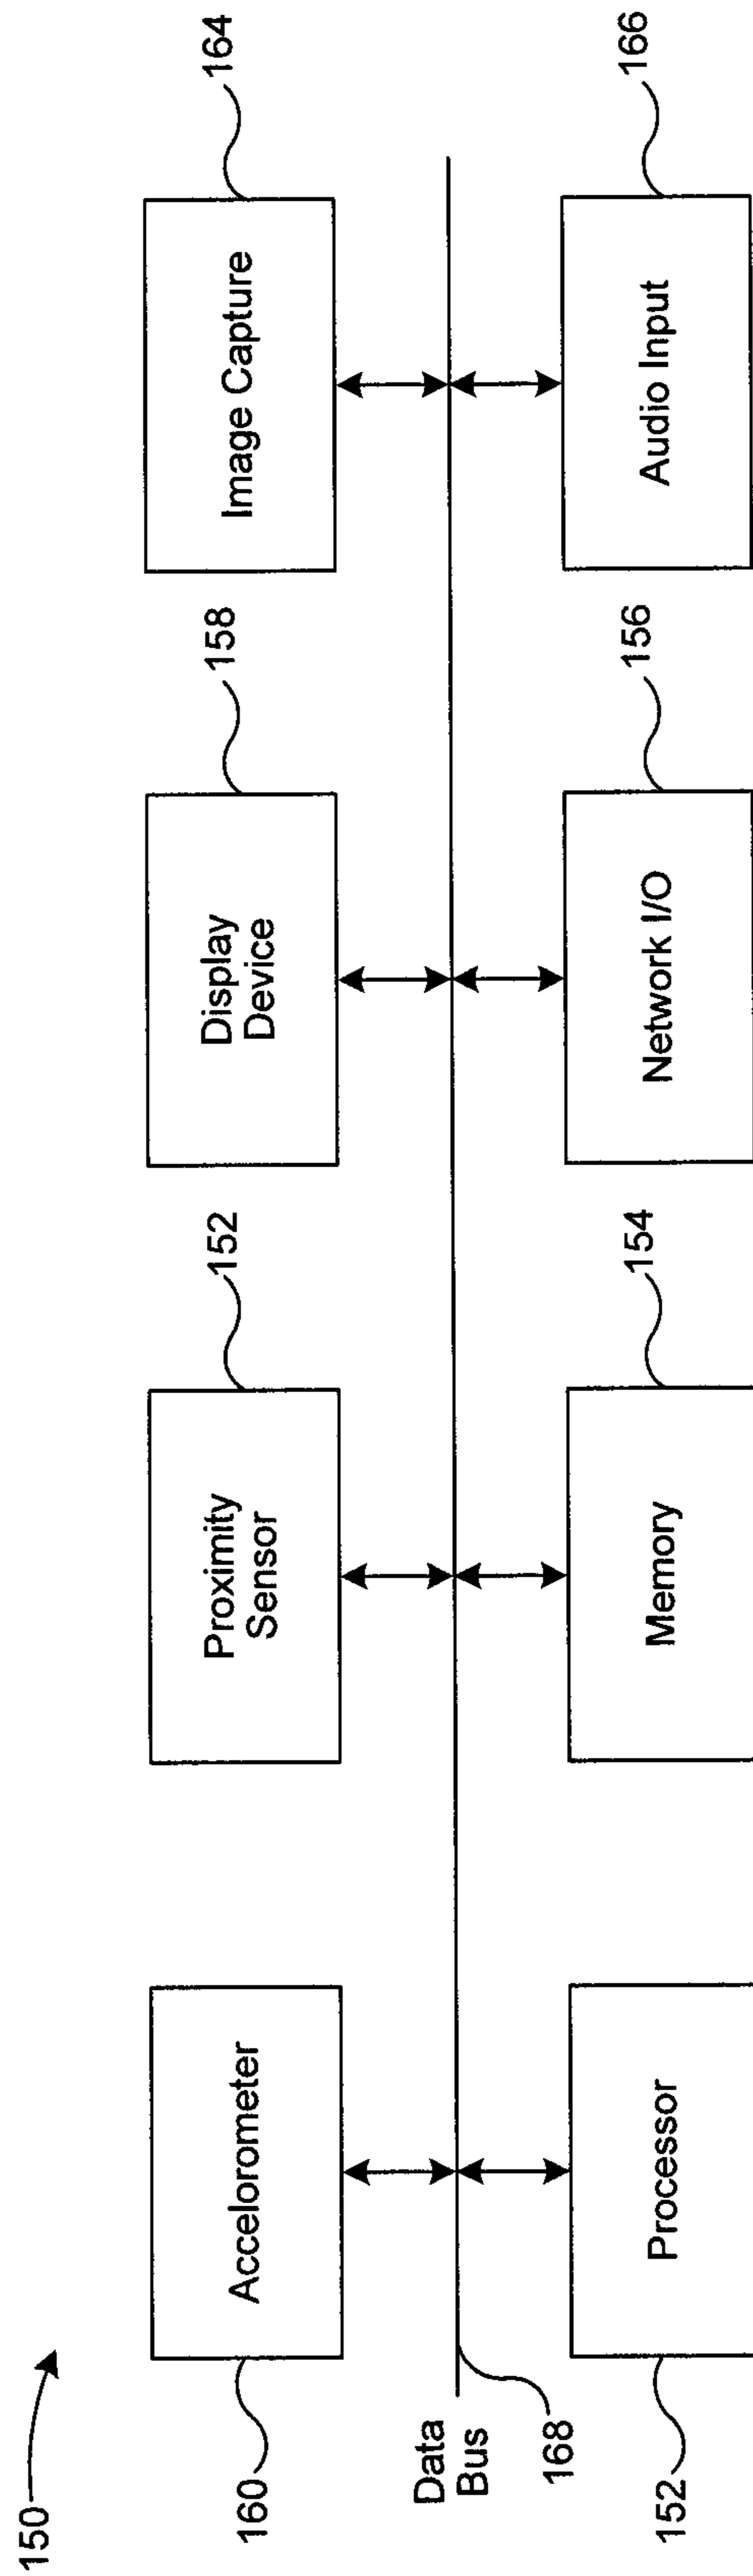 150
160
Accelorometer
152
Proximity
Sensor
158
Display
Device
164
Image Capture
Data
Bus
168
152
Processor
154
Memory
156
Network I/O
166
Audio Input